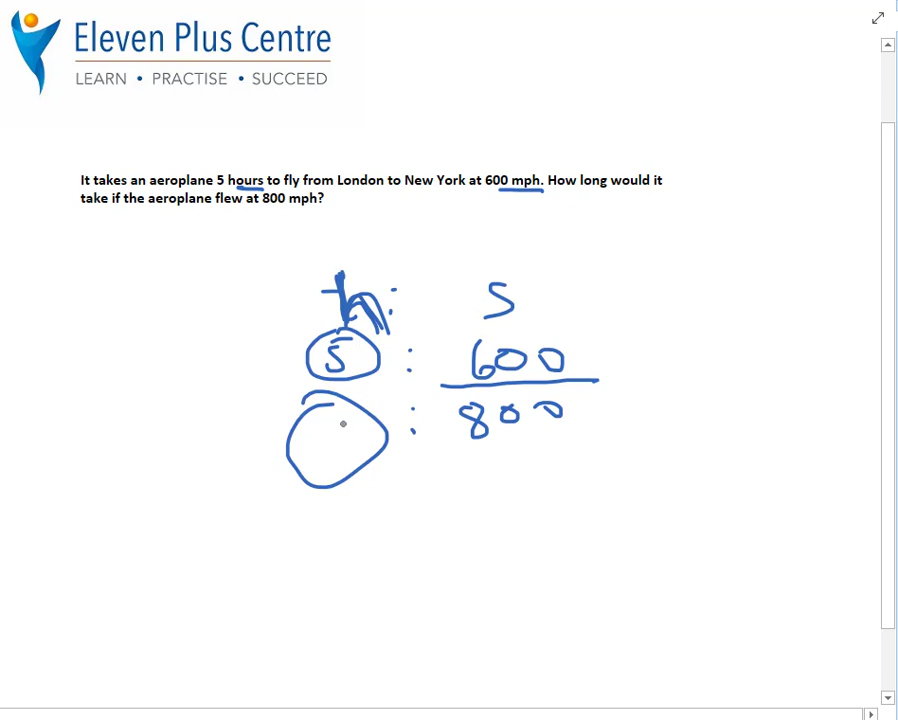 Eleven Plus Centre
LEARN • PRACTISE • SUCCEED
It takes an aeroplane 5 hours to fly from London to New York at 600 mph. How long would it
take if the aeroplane flew at 800 mph?
: S
5 : 600
: 800